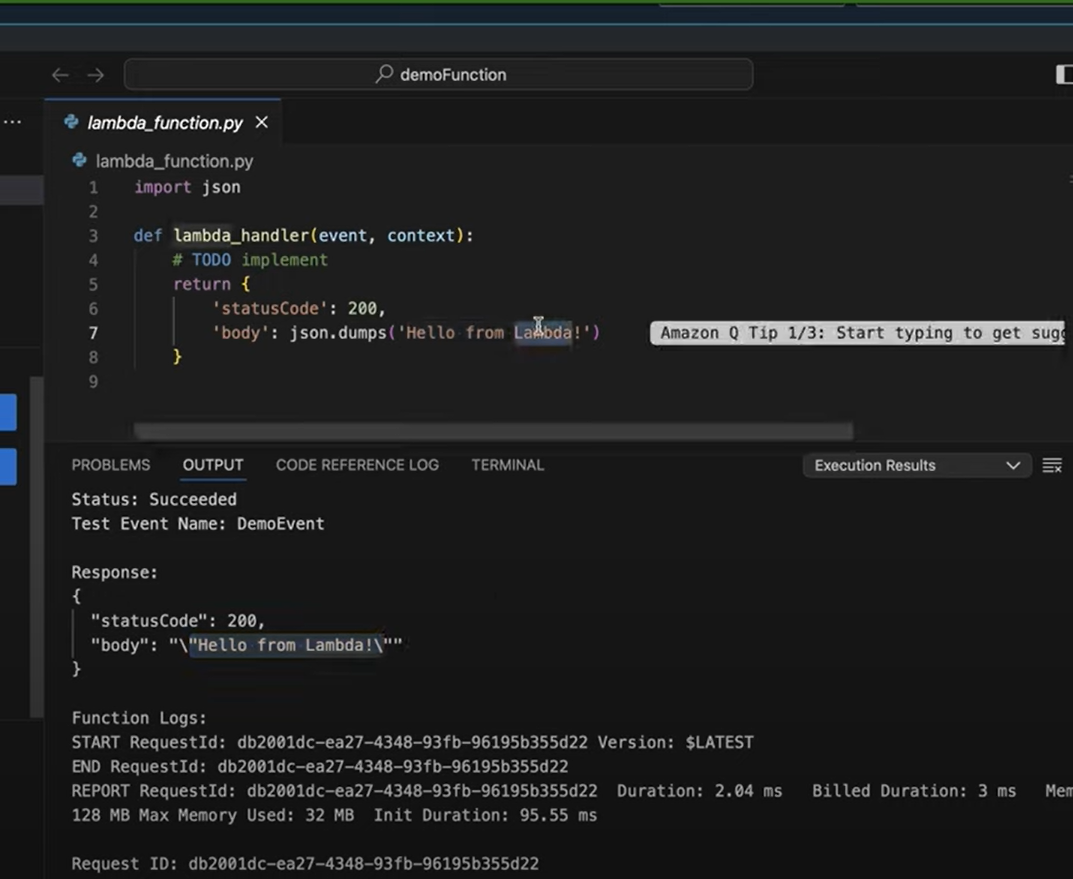 demoFunction
lambda_function.py
lambda_function.py
1 import json
2
3 def lambda_handler(event, context):
4 # TODO implement
5 return {
6 'statusCode': 200,
7 'body': json.dumps('Hello from Lambda!') Amazon Q Tip 1/3: Start typing to get sugg
8 }
9
PROBLEMS OUTPUT CODE REFERENCE LOG TERMINAL Execution Results
Status: Succeeded
Test Event Name: DemoEvent
Response:
{
"statusCode": 200,
"body": "\"Hello from Lambda!\""
}
Function Logs:
START RequestId: db2001dc-ea27-4348-93fb-96195b355d22 Version: $LATEST
END RequestId: db2001dc-ea27-4348-93fb-96195b355d22
REPORT RequestId: db2001dc-ea27-4348-93fb-96195b355d22 Duration: 2.04 ms Billed Duration: 3 ms Mem
128 MB Max Memory Used: 32 MB Init Duration: 95.55 ms
Request ID: db2001dc-ea27-4348-93fb-96195b355d22